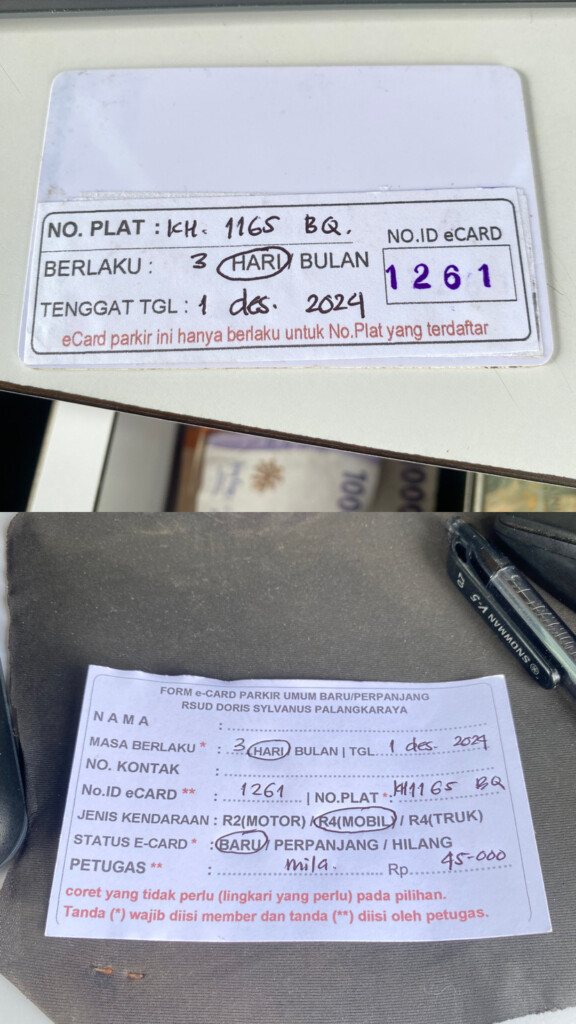 NO. PLAT : KH. 1165 BQ.
NO.ID eCARD
BERLAKU : 3 HARI / BULAN
1261
TENGGAT TGL : 1 des. 2024
eCard parkir ini hanya berlaku untuk No.Plat yang terdaftar
100
000
SNOWMAN V-5
FORM e-CARD PARKIR UMUM BARU/PERPANJANG
RSUD DORIS SYLVANUS PALANGKARAYA
NAMA :
MASA BERLAKU * : 3 HARI BULAN | TGL 1 des. 2024
NO. KONTAK :
No.ID eCARD ** : 1261 | NO.PLAT * : KH1165 BQ
JENIS KENDARAAN : R2(MOTOR) / R4(MOBIL) / R4(TRUK)
STATUS E-CARD * : BARU / PERPANJANG / HILANG
PETUGAS ** : mila. Rp. 45-000
coret yang tidak perlu (lingkari yang perlu) pada pilihan.
Tanda (*) wajib diisi member dan tanda (**) diisi oleh petugas.